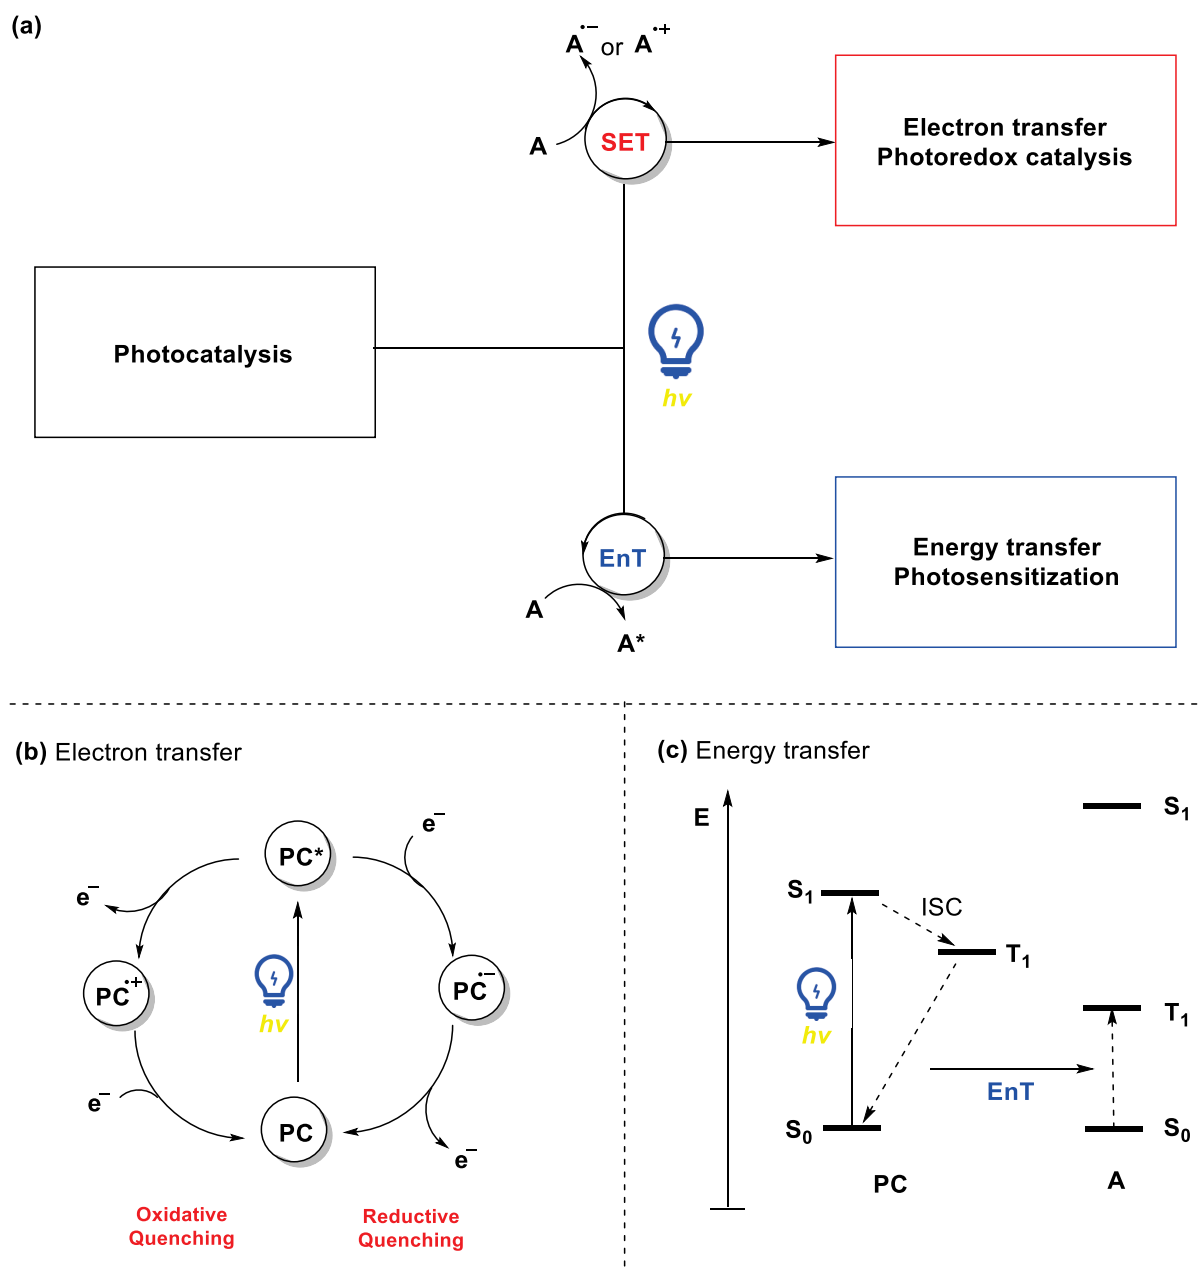 (a)
A•− or A•+
A
SET
Electron transfer
Photoredox catalysis
Photocatalysis
hv
EnT
Energy transfer
Photosensitization
A
A*
(b) Electron transfer
e−
PC*
e−
PC•+
PC•−
hv
e−
PC
e−
Oxidative
Quenching
Reductive
Quenching
(c) Energy transfer
E
S1
S1
ISC
T1
T1
hv
EnT
S0
S0
PC
A